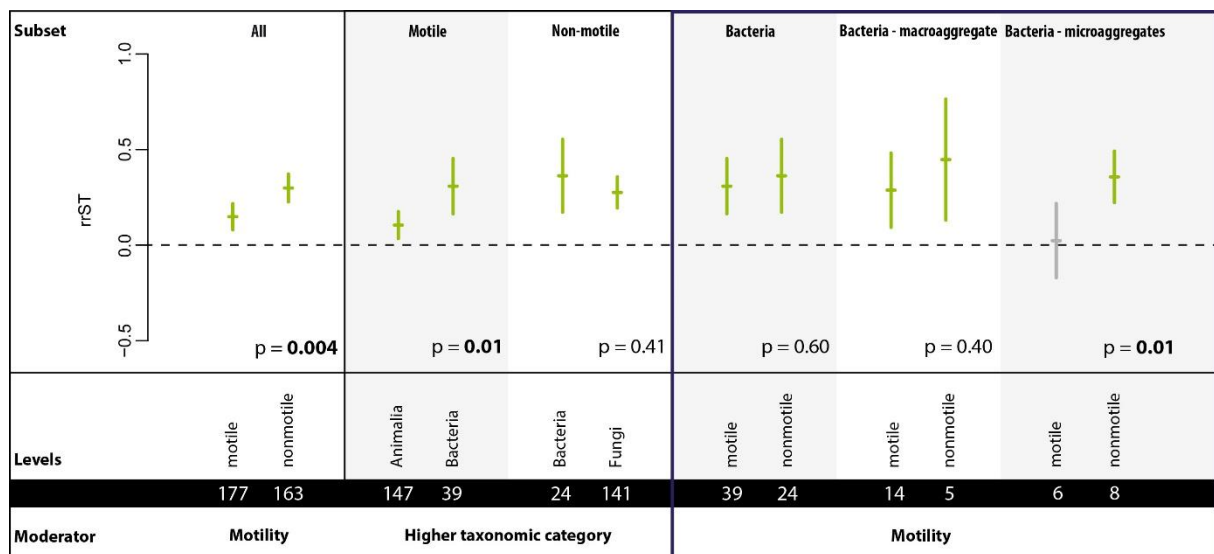 Subset All Motile Non-motile Bacteria Bacteria - macroaggregate Bacteria - microaggregates
1.0
0.5
0.0
−0.5
rrST
p = 0.004 p = 0.01 p = 0.41 p = 0.60 p = 0.40 p = 0.01
Levels motile nonmotile Animalia Bacteria Bacteria Fungi motile nonmotile motile nonmotile motile nonmotile
177 163 147 39 24 141 39 24 14 5 6 8
Moderator Motility Higher taxonomic category Motility